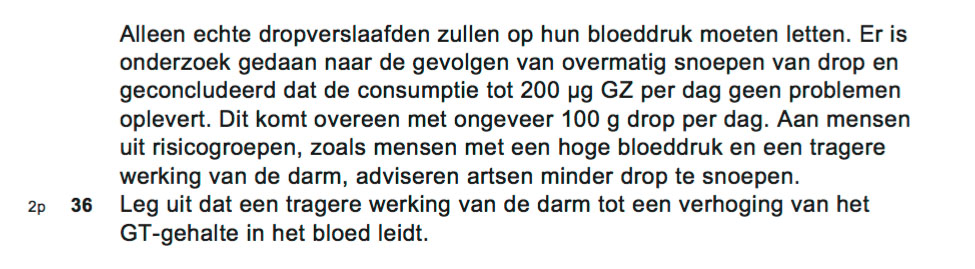 Alleen echte dropverslaafden zullen op hun bloeddruk moeten letten. Er is
onderzoek gedaan naar de gevolgen van overmatig snoepen van drop en
geconcludeerd dat de consumptie tot 200 µg GZ per dag geen problemen
oplevert. Dit komt overeen met ongeveer 100 g drop per dag. Aan mensen
uit risicogroepen, zoals mensen met een hoge bloeddruk en een tragere
werking van de darm, adviseren artsen minder drop te snoepen.
2p 36 Leg uit dat een tragere werking van de darm tot een verhoging van het
GT-gehalte in het bloed leidt.